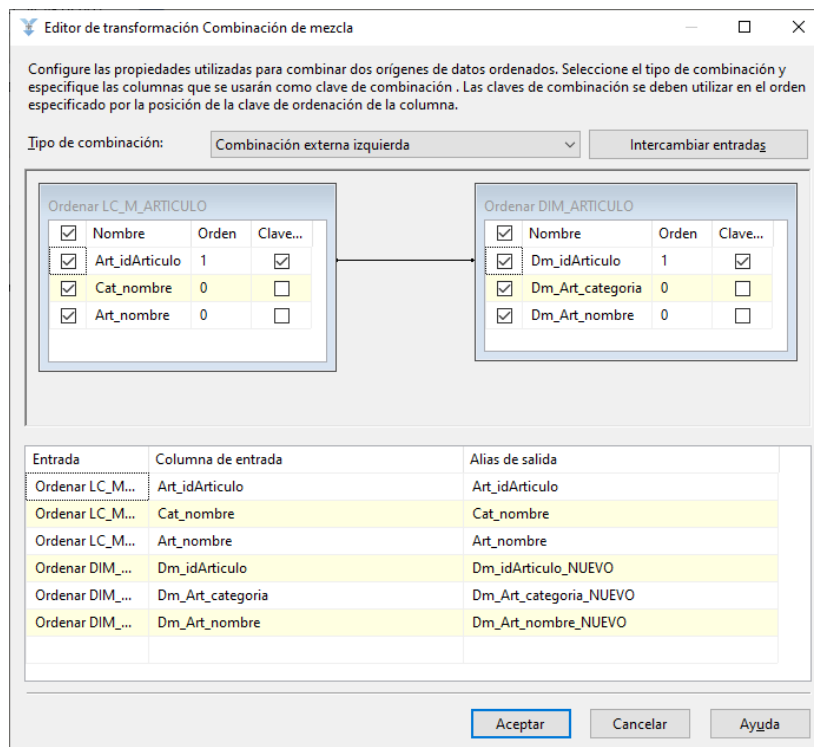 Editor de transformación Combinación de mezcla
Configure las propiedades utilizadas para combinar dos orígenes de datos ordenados. Seleccione el tipo de combinación y
especifique las columnas que se usarán como clave de combinación . Las claves de combinación se deben utilizar en el orden
especificado por la posición de la clave de ordenación de la columna.
Tipo de combinación: Combinación externa izquierda Intercambiar entradas
Ordenar LC_M_ARTICULO
Nombre Orden Clave...
Art_idArticulo 1
Cat_nombre 0
Art_nombre 0
Ordenar DIM_ARTICULO
Nombre Orden Clave...
Dm_idArticulo 1
Dm_Art_categoria 0
Dm_Art_nombre 0
Entrada Columna de entrada Alias de salida
Ordenar LC_M... Art_idArticulo Art_idArticulo
Ordenar LC_M... Cat_nombre Cat_nombre
Ordenar LC_M... Art_nombre Art_nombre
Ordenar DIM_... Dm_idArticulo Dm_idArticulo_NUEVO
Ordenar DIM_... Dm_Art_categoria Dm_Art_categoria_NUEVO
Ordenar DIM_... Dm_Art_nombre Dm_Art_nombre_NUEVO
Aceptar Cancelar Ayuda